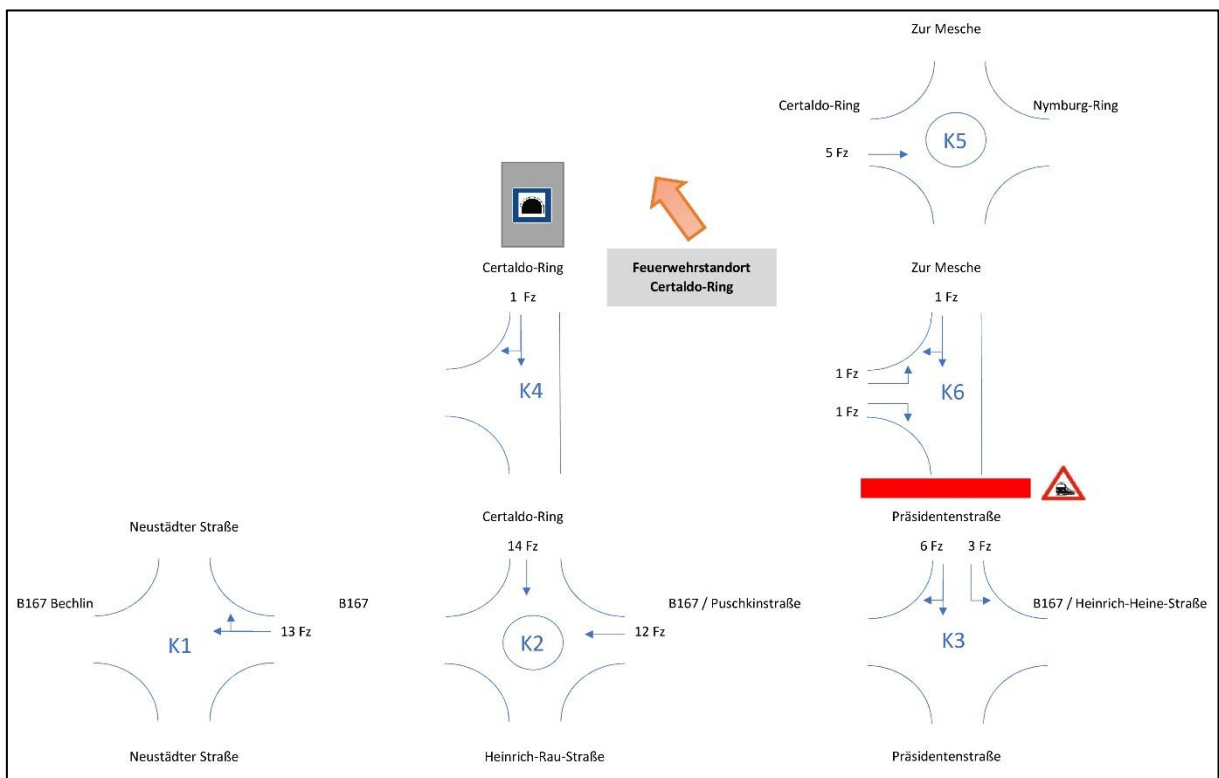 Zur Mesche
Certaldo-Ring
Nymburg-Ring
K5
5 Fz
Certaldo-Ring
Feuerwehrstandort
Certaldo-Ring
Zur Mesche
1 Fz
1 Fz
K4
1 Fz
K6
1 Fz
Certaldo-Ring
Präsidentenstraße
Neustädter Straße
14 Fz
6 Fz
3 Fz
B167 Bechlin
B167
B167 / Puschkinstraße
B167 / Heinrich-Heine-Straße
K1
13 Fz
K2
12 Fz
K3
Neustädter Straße
Heinrich-Rau-Straße
Präsidentenstraße